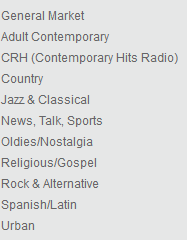 General Market
Adult Contemporary
CRH (Contemporary Hits Radio)
Country
Jazz & Classical
News, Talk, Sports
Oldies/Nostalgia
Religious/Gospel
Rock & Alternative
Spanish/Latin
Urban